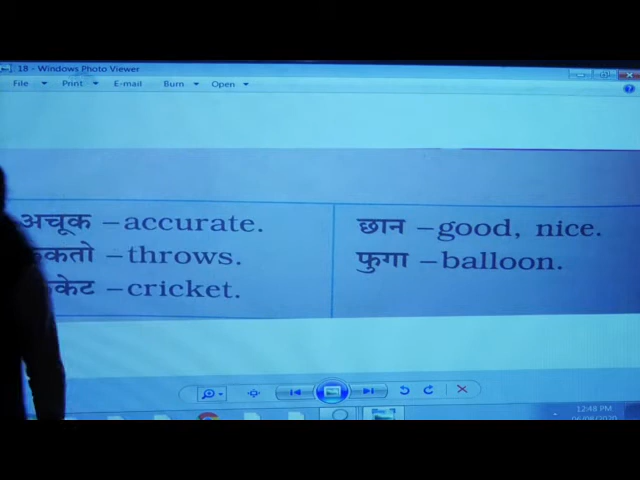 18 - Windows Photo Viewer
File Print E-mail Burn Open
अचूक – accurate.
– throws.
– cricket.
छान – good, nice.
फुगा – balloon.
12:48 PM